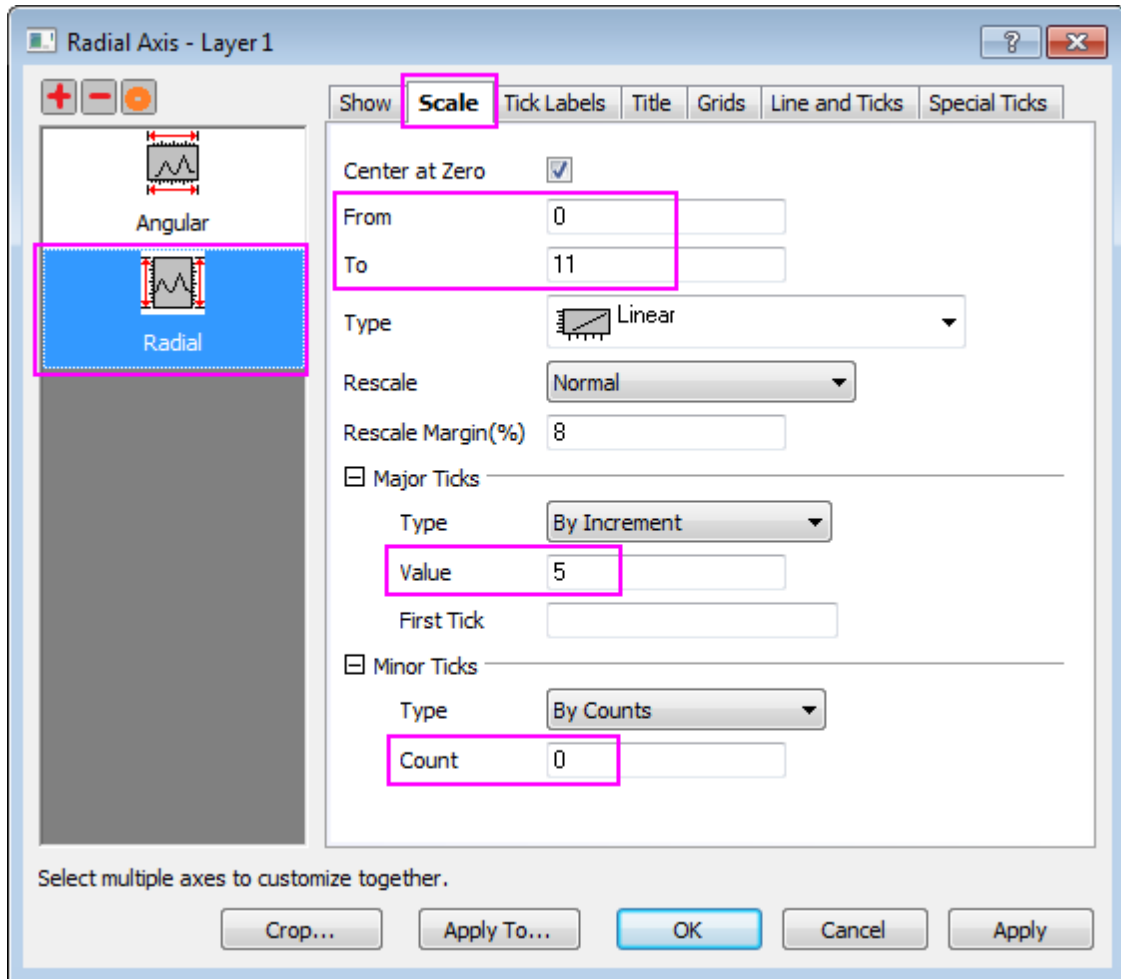 Radial Axis - Layer 1
Show Scale Tick Labels Title Grids Line and Ticks Special Ticks
Angular
Radial
Center at Zero
From 0
To 11
Type Linear
Rescale Normal
Rescale Margin(%) 8
Major Ticks
Type By Increment
Value 5
First Tick
Minor Ticks
Type By Counts
Count 0
Select multiple axes to customize together.
Crop... Apply To... OK Cancel Apply